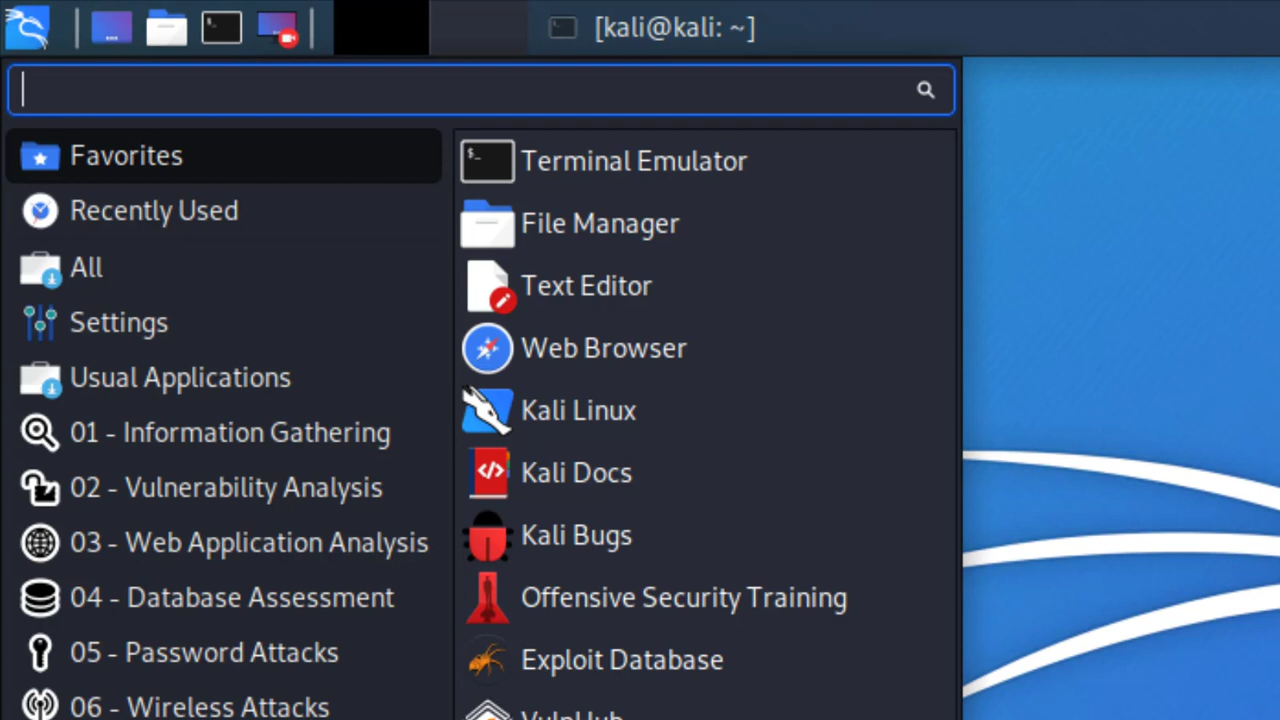 [kali@kali: ~]
Favorites
Recently Used
All
Settings
Usual Applications
01 - Information Gathering
02 - Vulnerability Analysis
03 - Web Application Analysis
04 - Database Assessment
05 - Password Attacks
06 - Wireless Attacks
$_
Terminal Emulator
File Manager
Text Editor
Web Browser
Kali Linux
</>
Kali Docs
Kali Bugs
Offensive Security Training
Exploit Database
VulnHub